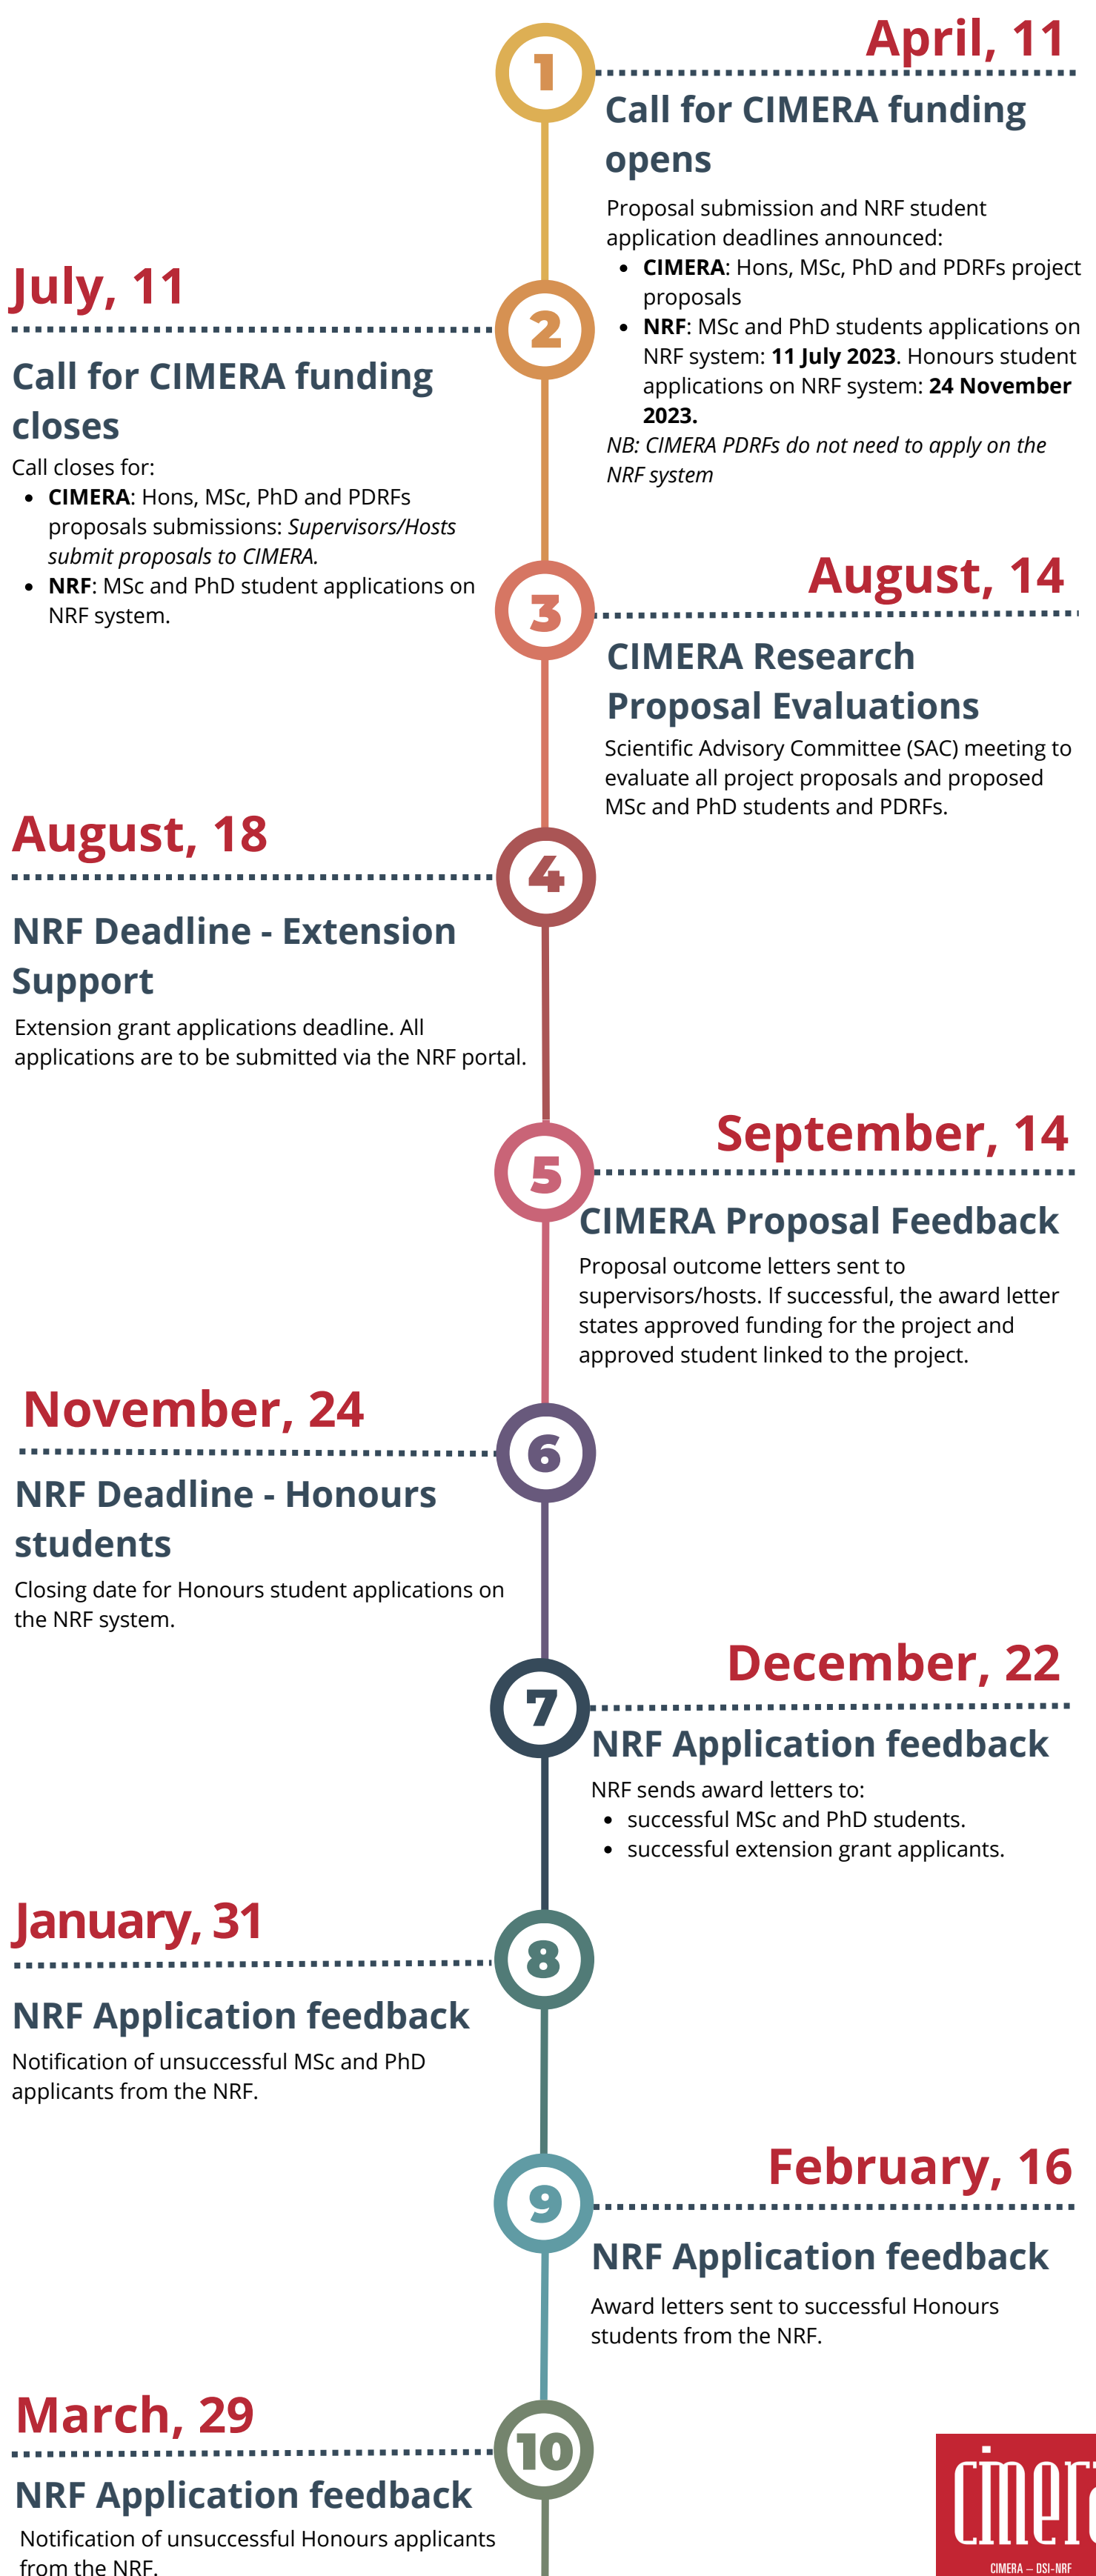 1
April, 11
Call for CIMERA funding
opens
Proposal submission and NRF student
application deadlines announced:
• CIMERA: Hons, MSc, PhD and PDRFs project
proposals
• NRF: MSc and PhD students applications on
NRF system: 11 July 2023. Honours student
applications on NRF system: 24 November
2023.
NB: CIMERA PDRFs do not need to apply on the
NRF system
July, 11
2
Call for CIMERA funding
closes
Call closes for:
• CIMERA: Hons, MSc, PhD and PDRFs
proposals submissions: Supervisors/Hosts
submit proposals to CIMERA.
• NRF: MSc and PhD student applications on
NRF system.
August, 14
3
CIMERA Research
Proposal Evaluations
Scientific Advisory Committee (SAC) meeting to
evaluate all project proposals and proposed
MSc and PhD students and PDRFs.
August, 18
4
NRF Deadline - Extension
Support
Extension grant applications deadline. All
applications are to be submitted via the NRF portal.
September, 14
5
CIMERA Proposal Feedback
Proposal outcome letters sent to
supervisors/hosts. If successful, the award letter
states approved funding for the project and
approved student linked to the project.
November, 24
6
NRF Deadline - Honours
students
Closing date for Honours student applications on
the NRF system.
December, 22
7
NRF Application feedback
NRF sends award letters to:
• successful MSc and PhD students.
• successful extension grant applicants.
January, 31
8
NRF Application feedback
Notification of unsuccessful MSc and PhD
applicants from the NRF.
February, 16
9
NRF Application feedback
Award letters sent to successful Honours
students from the NRF.
March, 29
10
NRF Application feedback
Notification of unsuccessful Honours applicants
from the NRF.
cimera
CIMERA – DSI-NRF